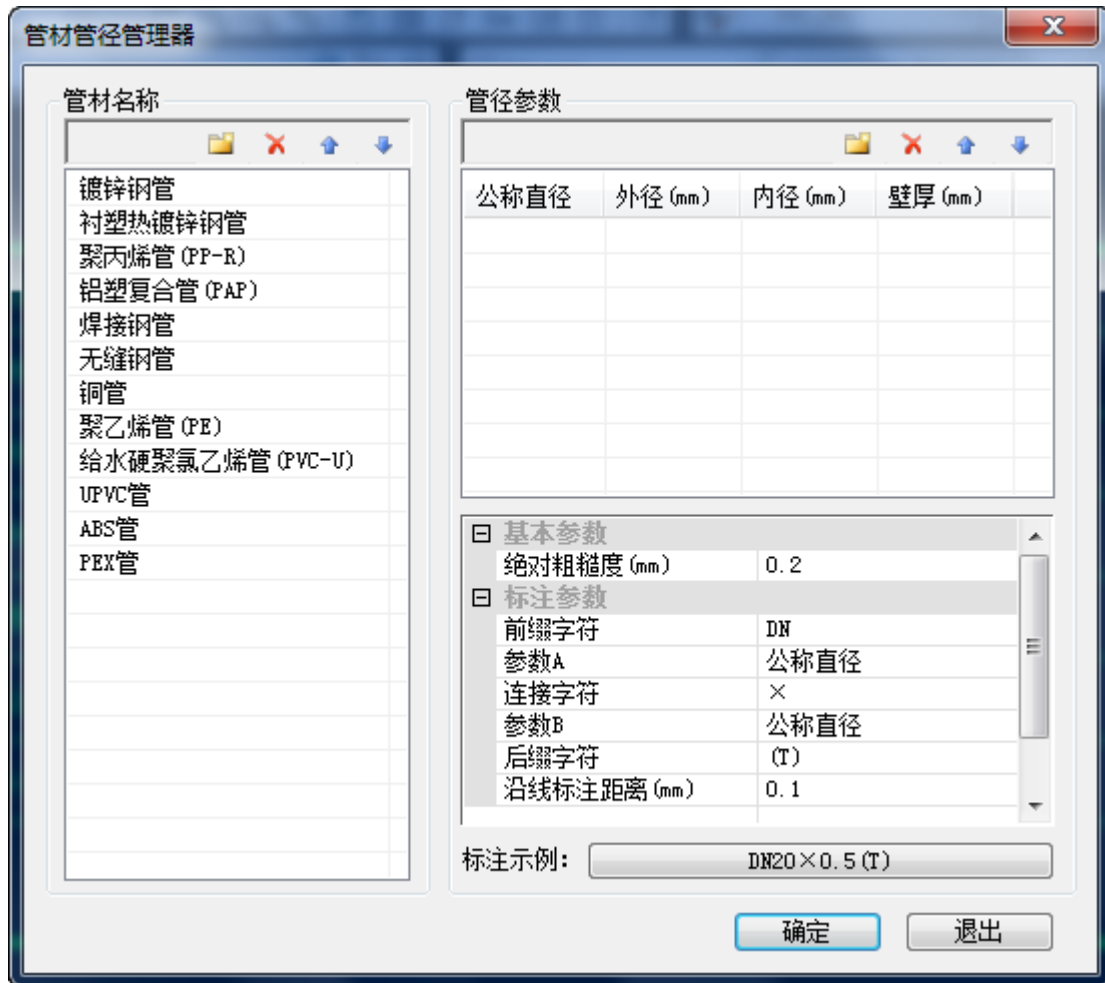 管材管径管理器
管材名称
镀锌钢管
衬塑热镀锌钢管
聚丙烯管(PP-R)
铝塑复合管(PAP)
焊接钢管
无缝钢管
铜管
聚乙烯管(PE)
给水硬聚氯乙烯管(PVC-U)
UPVC管
ABS管
PEX管
管径参数
公称直径 外径(mm) 内径(mm) 壁厚(mm)
基本参数
绝对粗糙度(mm) 0.2
标注参数
前缀字符 DN
参数A 公称直径
连接字符 ×
参数B 公称直径
后缀字符 (T)
沿线标注距离(mm) 0.1
标注示例: DN20×0.5(T)
确定 退出